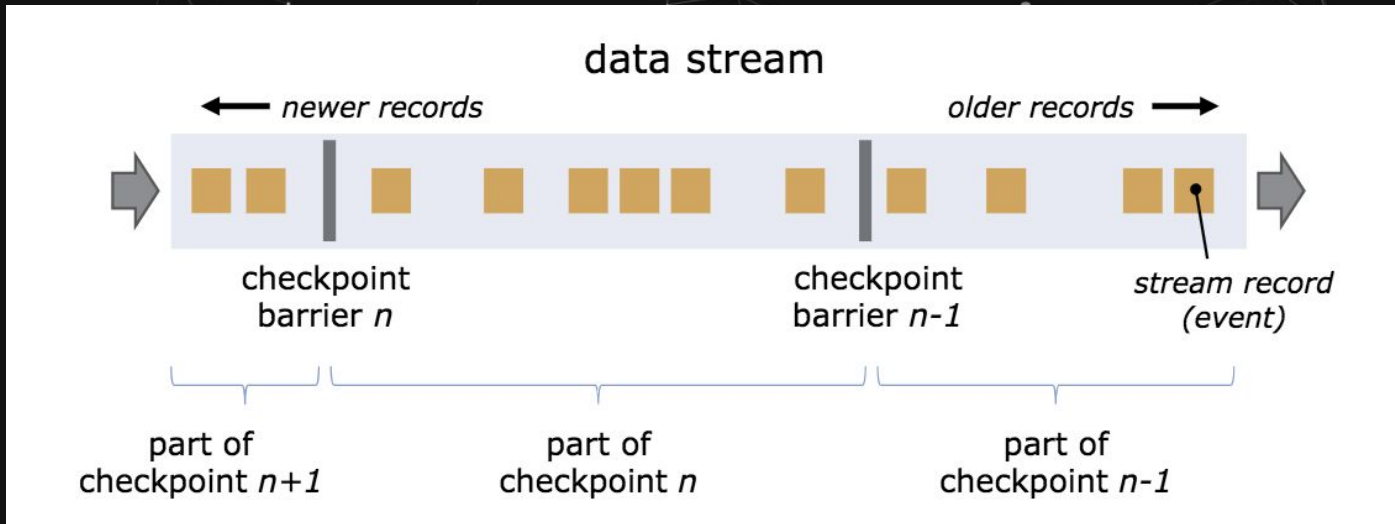 data stream
newer records
older records
checkpoint
barrier n
checkpoint
barrier n-1
stream record
(event)
part of
checkpoint n+1
part of
checkpoint n
part of
checkpoint n-1